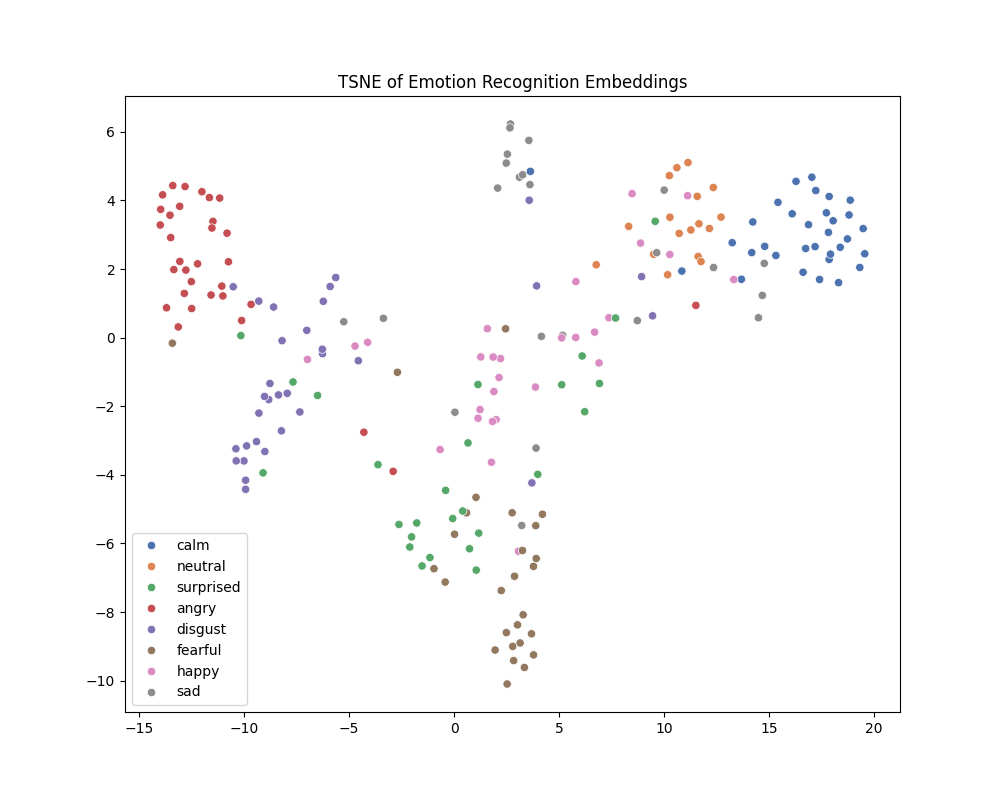 TSNE of Emotion Recognition Embeddings
6
4
2
0
−2
−4
−6
−8
−10
calm
neutral
surprised
angry
disgust
fearful
happy
sad
−15 −10 −5 0 5 10 15 20